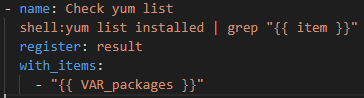 - name: Check yum list
  shell:yum list installed | grep "{{ item }}"
  register: result
  with_items:
    - "{{ VAR_packages }}"